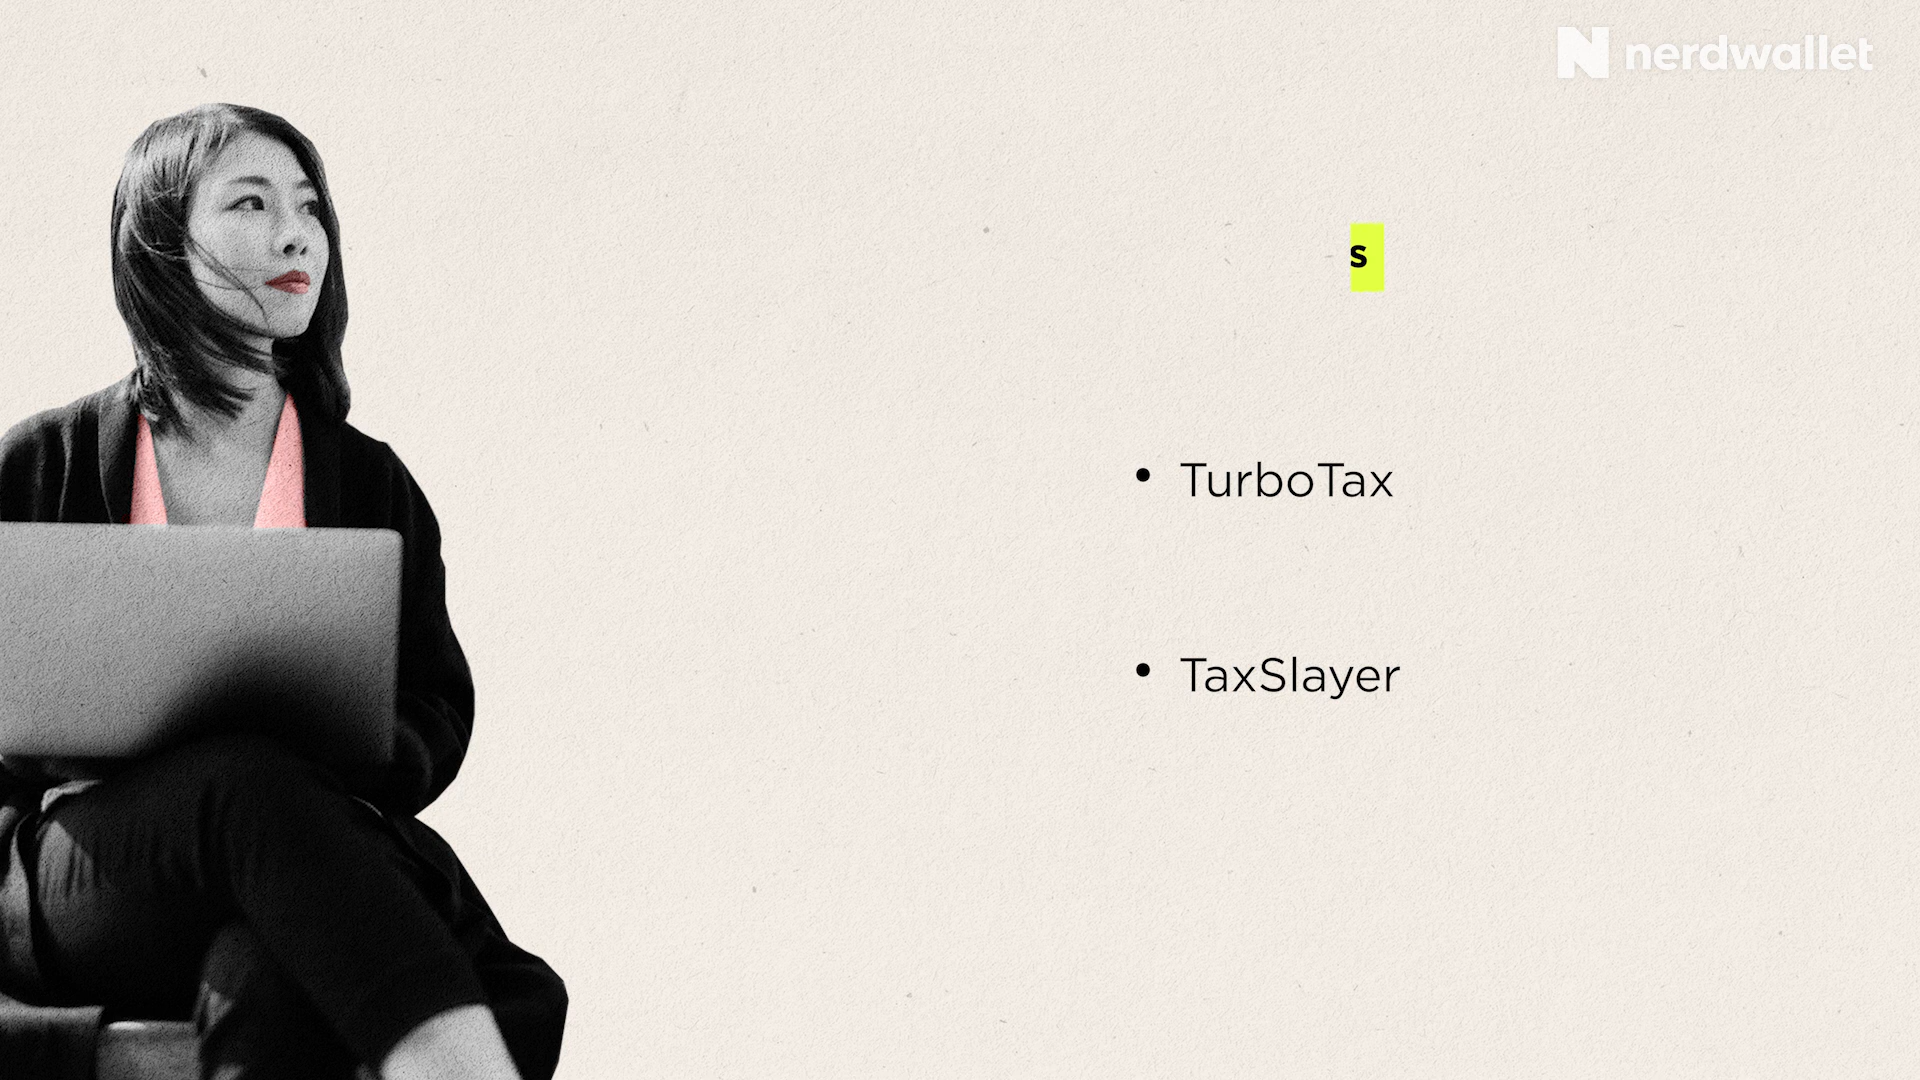 nerdwallet
s
• TurboTax
• TaxSlayer